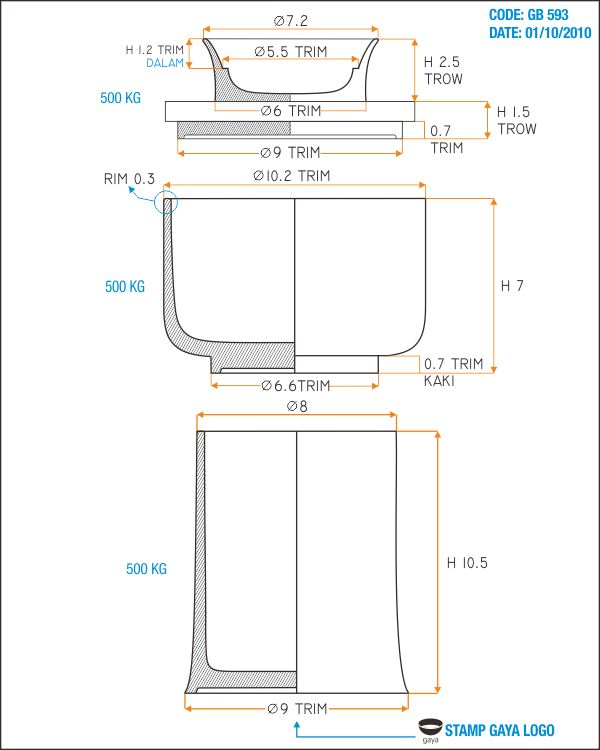 CODE: GB 593
DATE: 01/10/2010
Ø7.2
H 1.2 TRIM
DALAM
Ø5.5 TRIM
H 2.5
TROW
500 KG
Ø6 TRIM
H 1.5
TROW
0.7
TRIM
Ø9 TRIM
RIM 0.3
Ø10.2 TRIM
500 KG
H 7
0.7 TRIM
KAKI
Ø6.6TRIM
Ø8
500 KG
H 10.5
Ø9 TRIM
gaya
STAMP GAYA LOGO